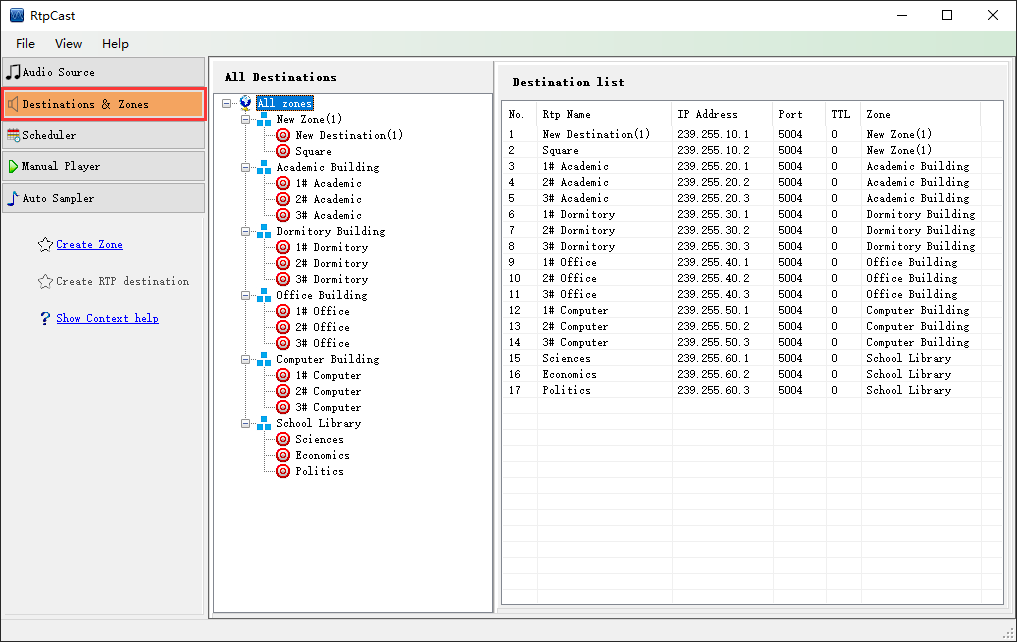 RtpCast
File View Help
Audio Source
Destinations & Zones
Scheduler
Manual Player
Auto Sampler
Create Zone
Create RTP destination
? Show Context help
All Destinations
All zones
New Zone(1)
New Destination(1)
Square
Academic Building
1# Academic
2# Academic
3# Academic
Dormitory Building
1# Dormitory
2# Dormitory
3# Dormitory
Office Building
1# Office
2# Office
3# Office
Computer Building
1# Computer
2# Computer
3# Computer
School Library
Sciences
Economics
Politics
Destination list
No. Rtp Name IP Address Port TTL Zone
1 New Destination(1) 239.255.10.1 5004 0 New Zone(1)
2 Square 239.255.10.2 5004 0 New Zone(1)
3 1# Academic 239.255.20.1 5004 0 Academic Building
4 2# Academic 239.255.20.2 5004 0 Academic Building
5 3# Academic 239.255.20.3 5004 0 Academic Building
6 1# Dormitory 239.255.30.1 5004 0 Dormitory Building
7 2# Dormitory 239.255.30.2 5004 0 Dormitory Building
8 3# Dormitory 239.255.30.3 5004 0 Dormitory Building
9 1# Office 239.255.40.1 5004 0 Office Building
10 2# Office 239.255.40.2 5004 0 Office Building
11 3# Office 239.255.40.3 5004 0 Office Building
12 1# Computer 239.255.50.1 5004 0 Computer Building
13 2# Computer 239.255.50.2 5004 0 Computer Building
14 3# Computer 239.255.50.3 5004 0 Computer Building
15 Sciences 239.255.60.1 5004 0 School Library
16 Economics 239.255.60.2 5004 0 School Library
17 Politics 239.255.60.3 5004 0 School Library